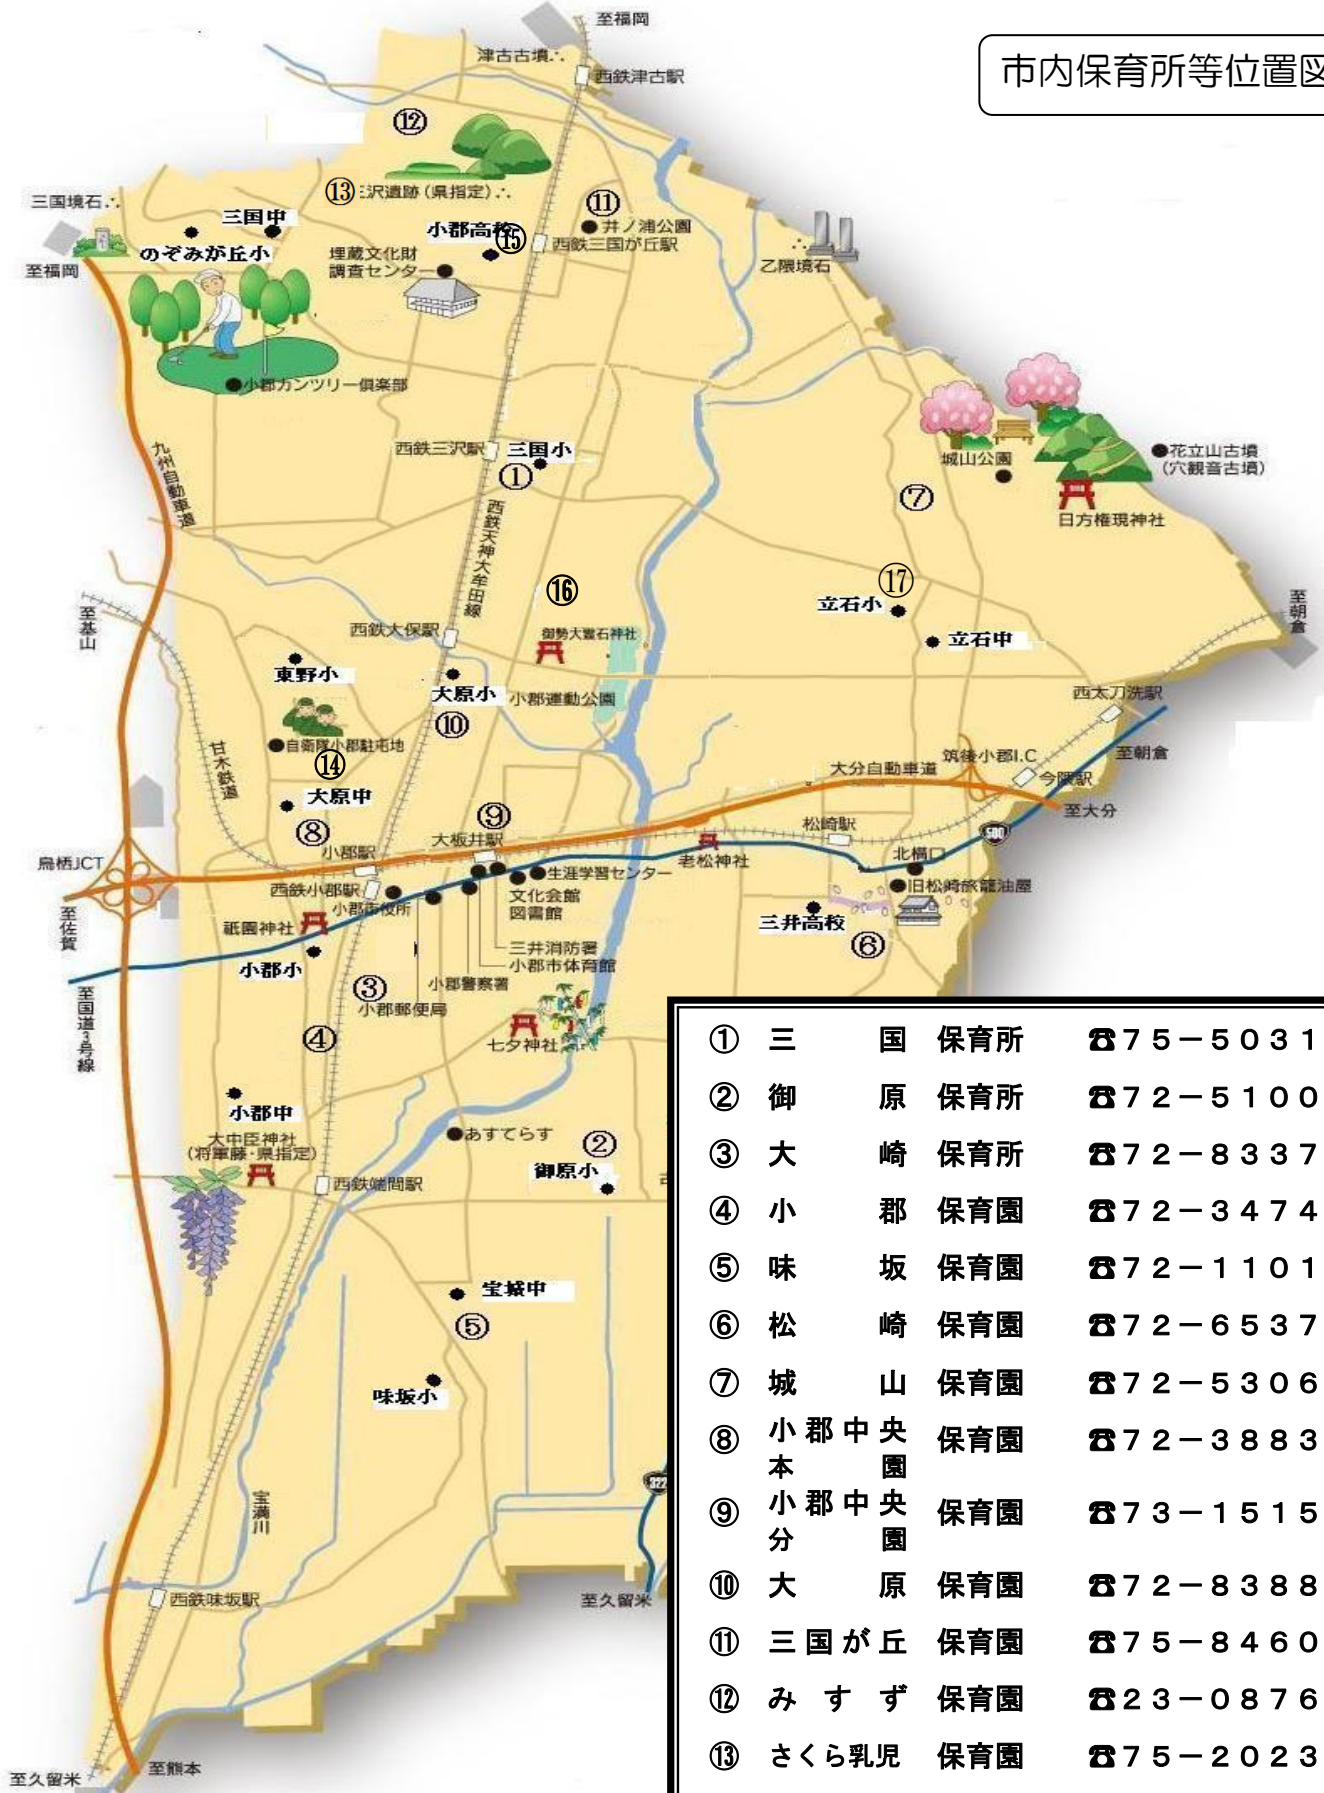 至福岡
津古古墳∴
西鉄津古駅
市内保育所等位置図
⑫
⑬
三沢遺跡(県指定)∴
三国境石∴
三国中
のぞみが丘小
至福岡
小郡高校
⑮
⑪
井ノ浦公園
西鉄三国が丘駅
埋蔵文化財
調査センター
乙隈境石
小郡カンツリー倶楽部
九州自動車道
西鉄三沢駅
三国小
①
西鉄天神大牟田線
城山公園
花立山古墳
(穴観音古墳)
日方権現神社
⑦
⑯
⑰
立石小
立石中
至基山
至朝倉
西鉄大保駅
御勢大霊石神社
東野小
大原小
小郡運動公園
⑩
西太刀洗駅
自衛隊小郡駐屯地
⑭
甘木鉄道
大原中
⑧
⑨
大分自動車道
筑後小郡I.C
今隈駅
至朝倉
至大分
500
鳥栖JCT
小郡駅
大板井駅
松崎駅
老松神社
北構口
旧松崎旅籠油屋
西鉄小郡駅
小郡市役所
生涯学習センター
文化会館
図書館
至佐賀
祇園神社
小郡小
三井消防署
小郡市体育館
小郡警察署
小郡郵便局
③
三井高校
⑥
至国道3号線
④
七夕神社
小郡中
大中臣神社
(将軍藤・県指定)
あすてらす
②
御原小
西鉄端間駅
宝城中
⑤
味坂小
宝満川
322
西鉄味坂駅
至久留米
至久留米
至熊本
① 三国 保育所 ☎75-5031
② 御原 保育所 ☎72-5100
③ 大崎 保育所 ☎72-8337
④ 小郡 保育園 ☎72-3474
⑤ 味坂 保育園 ☎72-1101
⑥ 松崎 保育園 ☎72-6537
⑦ 城山 保育園 ☎72-5306
⑧ 小郡中央本園 保育園 ☎72-3883
⑨ 小郡中央分園 保育園 ☎73-1515
⑩ 大原 保育園 ☎72-8388
⑪ 三国が丘 保育園 ☎75-8460
⑫ みすず 保育園 ☎23-0876
⑬ さくら乳児 保育園 ☎75-2023